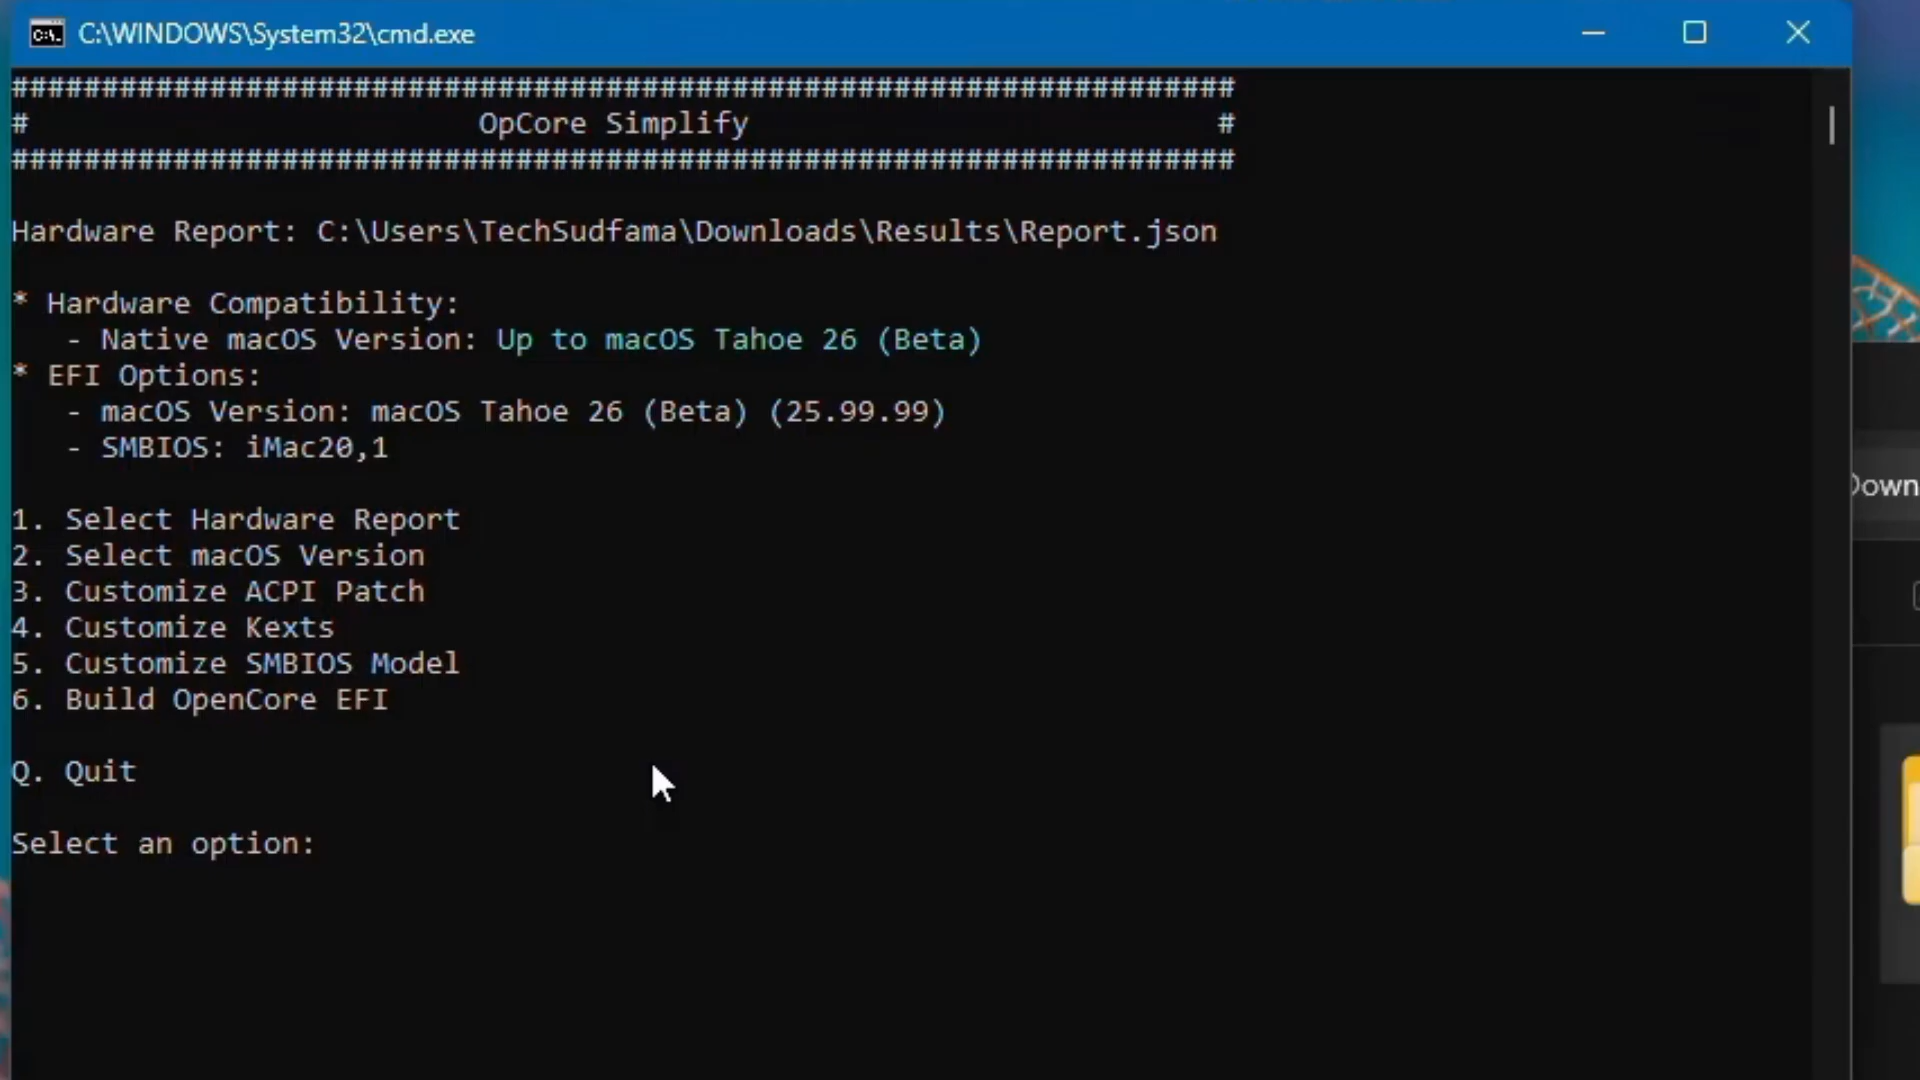 C:\WINDOWS\System32\cmd.exe
####################################################################
# OpCore Simplify #
####################################################################
Hardware Report: C:\Users\TechSudfama\Downloads\Results\Report.json
* Hardware Compatibility:
- Native macOS Version: Up to macOS Tahoe 26 (Beta)
* EFI Options:
- macOS Version: macOS Tahoe 26 (Beta) (25.99.99)
- SMBIOS: iMac20,1
1. Select Hardware Report
2. Select macOS Version
3. Customize ACPI Patch
4. Customize Kexts
5. Customize SMBIOS Model
6. Build OpenCore EFI
Q. Quit
Select an option:
Down